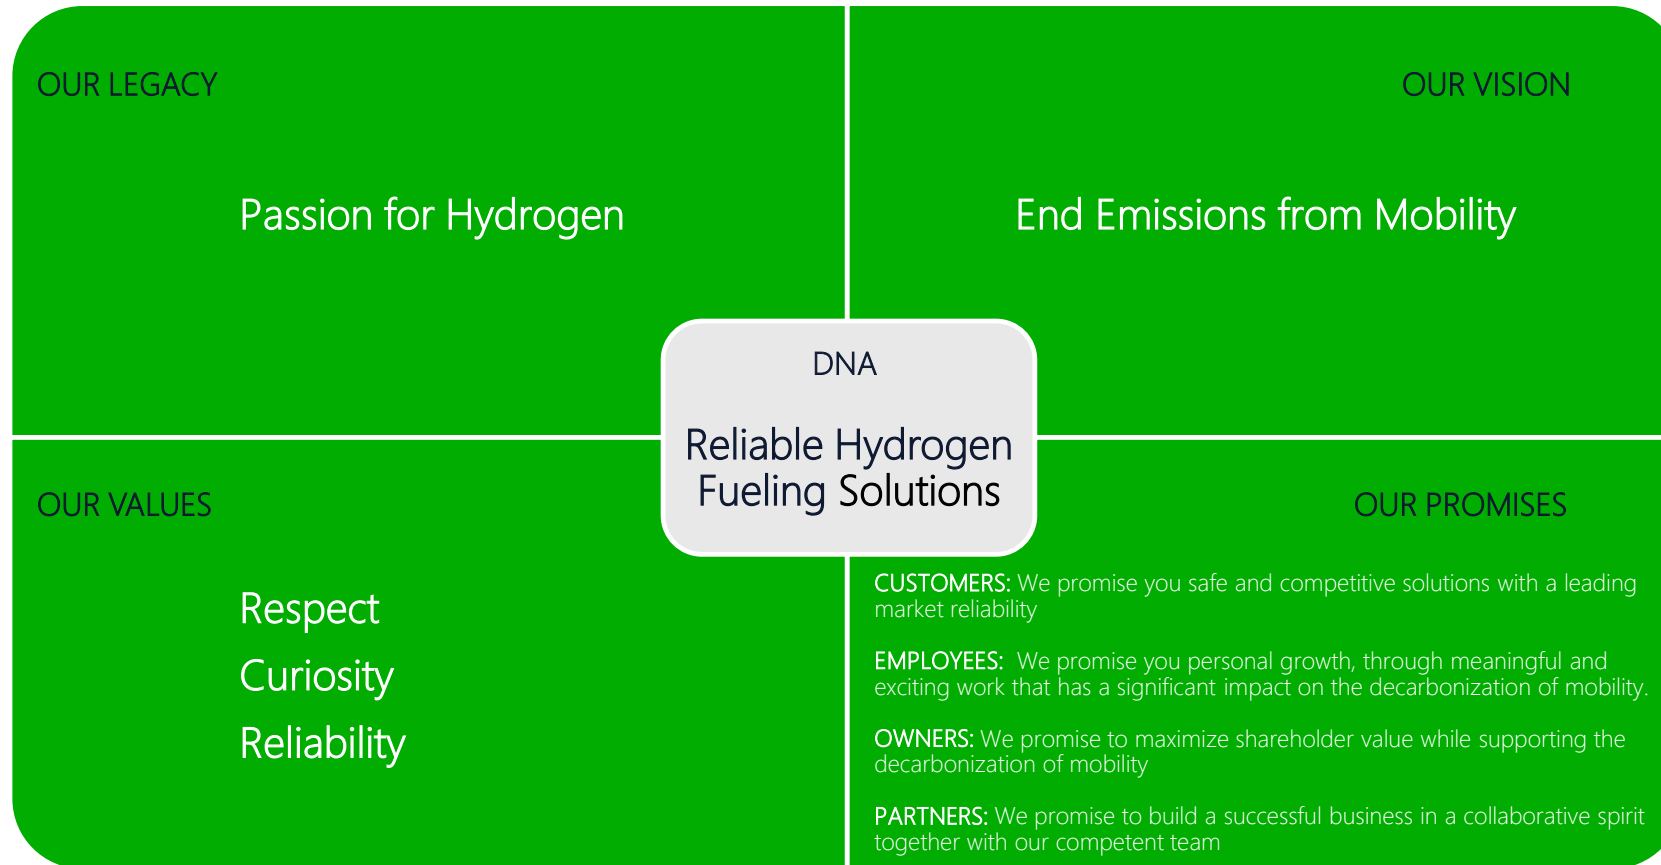 OUR LEGACY
Passion for Hydrogen
OUR VISION
End Emissions from Mobility
DNA
Reliable Hydrogen
Fueling Solutions
OUR VALUES
Respect
Curiosity
Reliability
OUR PROMISES
CUSTOMERS: We promise you safe and competitive solutions with a leading
market reliability
EMPLOYEES:  We promise you personal growth, through meaningful and
exciting work that has a significant impact on the decarbonization of mobility.
OWNERS: We promise to maximize shareholder value while supporting the
decarbonization of mobility
PARTNERS: We promise to build a successful business in a collaborative spirit
together with our competent team